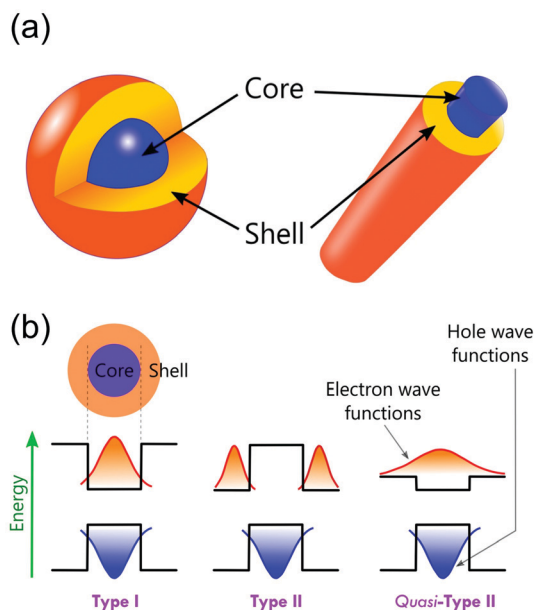 (a)
Core
Shell
(b)
Core Shell
Hole wave
functions
Electron wave
functions
Energy
Type I
Type II
Quasi-Type II